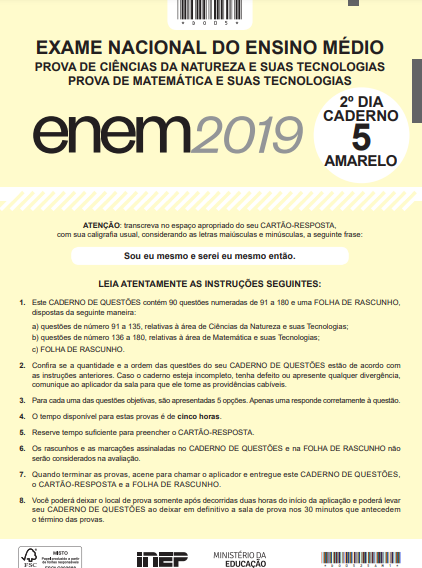 *0005*
EXAME NACIONAL DO ENSINO MÉDIO
PROVA DE CIÊNCIAS DA NATUREZA E SUAS TECNOLOGIAS
PROVA DE MATEMÁTICA E SUAS TECNOLOGIAS
enem2019
2º DIA
CADERNO
5
AMARELO
ATENÇÃO: transcreva no espaço apropriado do seu CARTÃO-RESPOSTA,
com sua caligrafia usual, considerando as letras maiúsculas e minúsculas, a seguinte frase:
Sou eu mesmo e serei eu mesmo então.
LEIA ATENTAMENTE AS INSTRUÇÕES SEGUINTES:
1. Este CADERNO DE QUESTÕES contém 90 questões numeradas de 91 a 180 e uma FOLHA DE RASCUNHO,
dispostas da seguinte maneira:
a) questões de número 91 a 135, relativas à área de Ciências da Natureza e suas Tecnologias;
b) questões de número 136 a 180, relativas à área de Matemática e suas Tecnologias;
c) FOLHA DE RASCUNHO.
2. Confira se a quantidade e a ordem das questões do seu CADERNO DE QUESTÕES estão de acordo
com as instruções anteriores. Caso o caderno esteja incompleto, tenha defeito ou apresente qualquer divergência,
comunique ao aplicador da sala para que ele tome as providências cabíveis.
3. Para cada uma das questões objetivas, são apresentadas 5 opções. Apenas uma responde corretamente à questão.
4. O tempo disponível para estas provas é de cinco horas.
5. Reserve tempo suficiente para preencher o CARTÃO-RESPOSTA.
6. Os rascunhos e as marcações assinaladas no CADERNO DE QUESTÕES e na FOLHA DE RASCUNHO não
serão considerados na avaliação.
7. Quando terminar as provas, acene para chamar o aplicador e entregue este CADERNO DE QUESTÕES,
o CARTÃO-RESPOSTA e a FOLHA DE RASCUNHO.
8. Você poderá deixar o local de prova somente após decorridas duas horas do início da aplicação e poderá levar
seu CADERNO DE QUESTÕES ao deixar em definitivo a sala de prova nos 30 minutos que antecedem
o término das provas.
FSC
MISTO
INEP
MINISTÉRIO DA
EDUCAÇÃO